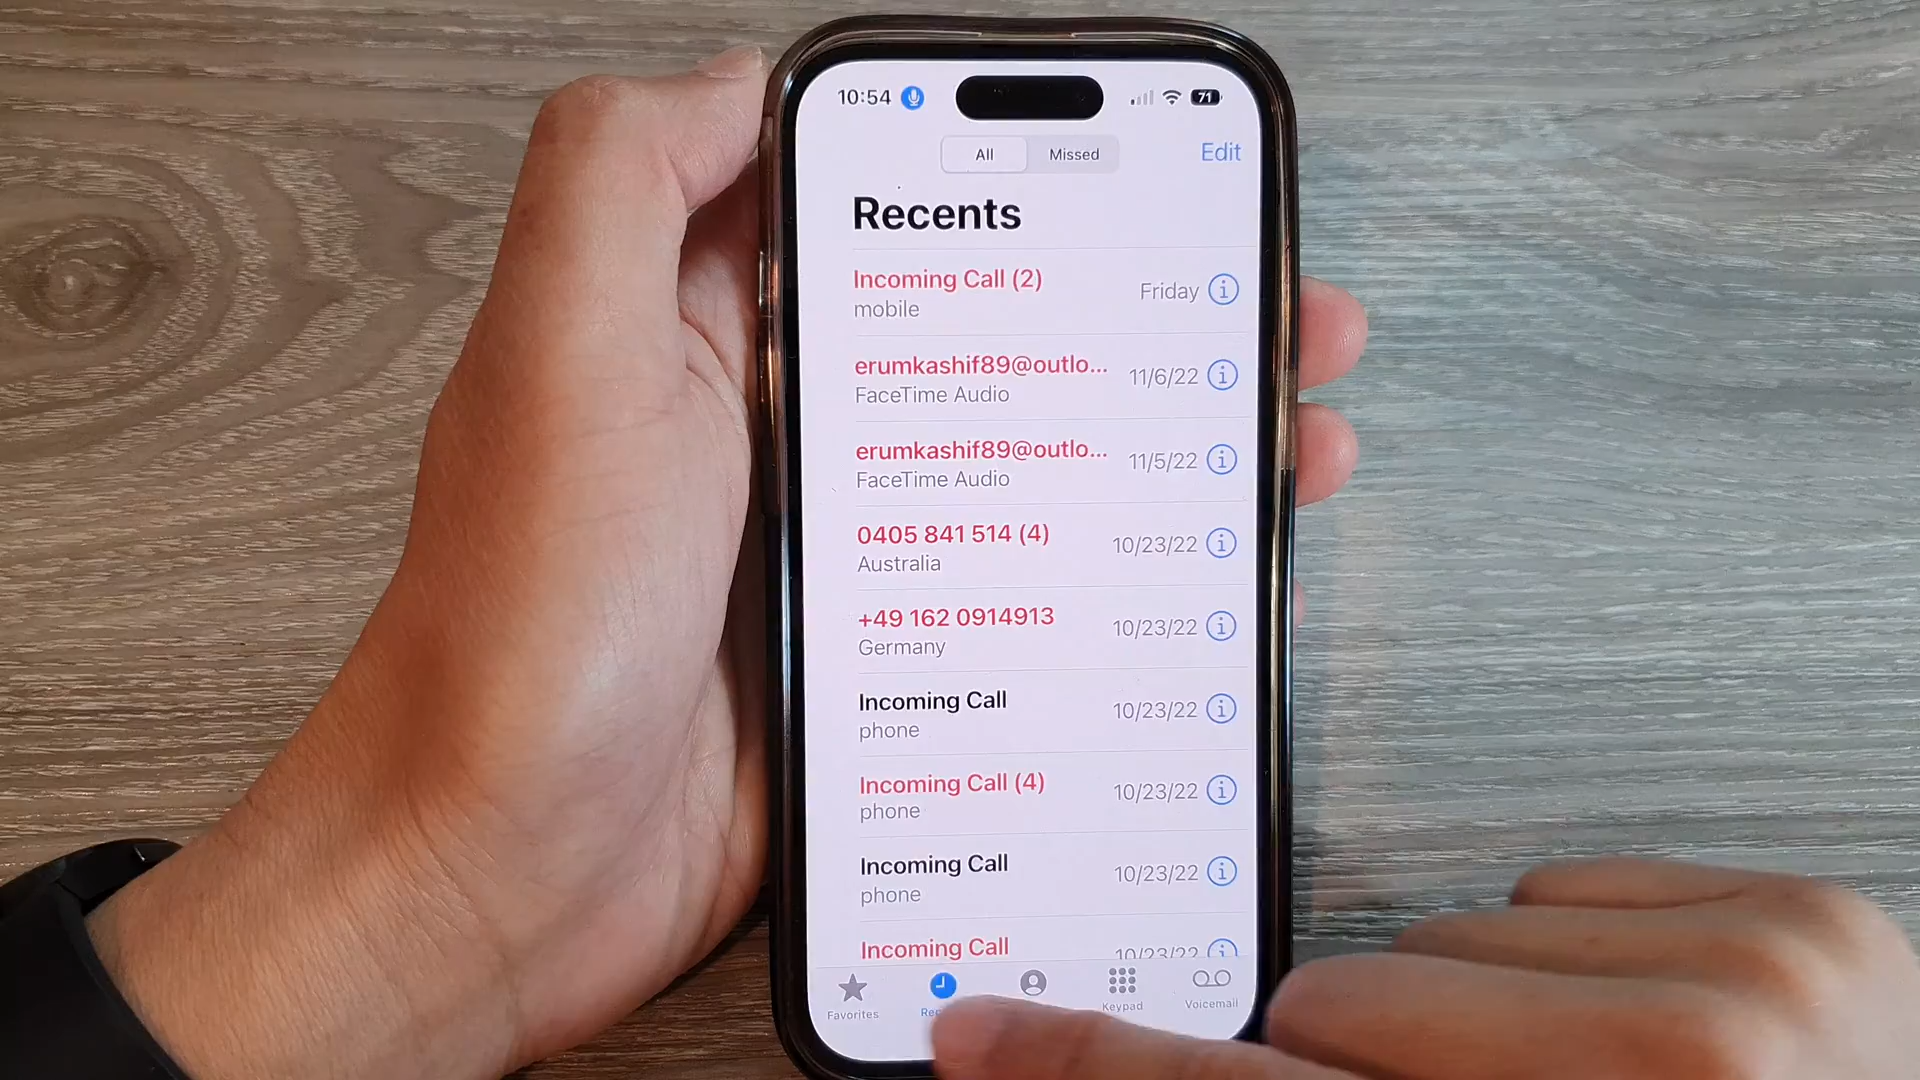 10:54 71
All Missed Edit
Recents
Incoming Call (2)
mobile
Friday
erumkashif89@outlo...
FaceTime Audio
11/6/22
erumkashif89@outlo...
FaceTime Audio
11/5/22
0405 841 514 (4)
Australia
10/23/22
+49 162 0914913
Germany
10/23/22
Incoming Call
phone
10/23/22
Incoming Call (4)
phone
10/23/22
Incoming Call
phone
10/23/22
Incoming Call
10/23/22
Favorites Keypad Voicemail